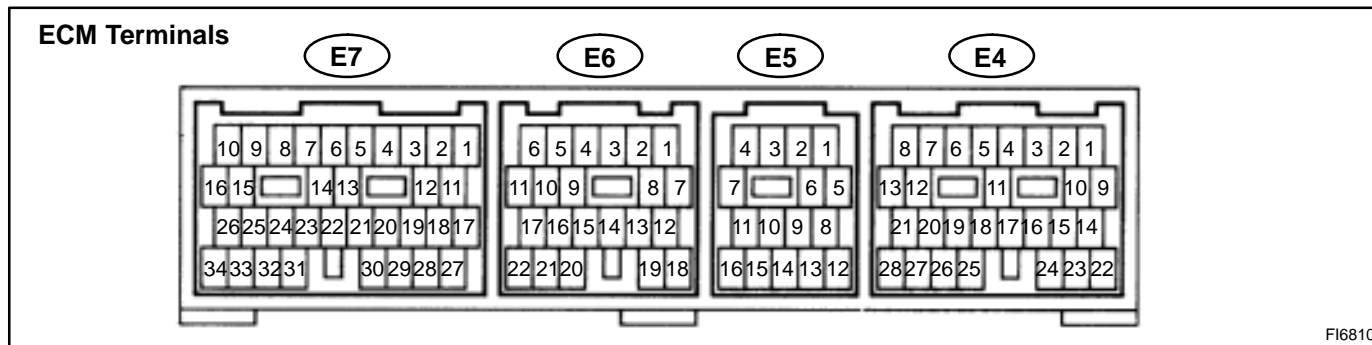 ECM Terminals
E7 E6 E5 E4
10 9 8 7 6 5 4 3 2 1 6 5 4 3 2 1 4 3 2 1 8 7 6 5 4 3 2 1
16 15 14 13 12 11 11 10 9 8 7 7 6 5 13 12 11 10 9
26 25 24 23 22 21 20 19 18 17 17 16 15 14 13 12 11 10 9 8 21 20 19 18 17 16 15 14
34 33 32 31 30 29 28 27 22 21 20 19 18 16 15 14 13 12 28 27 26 25 24 23 22
FI6810